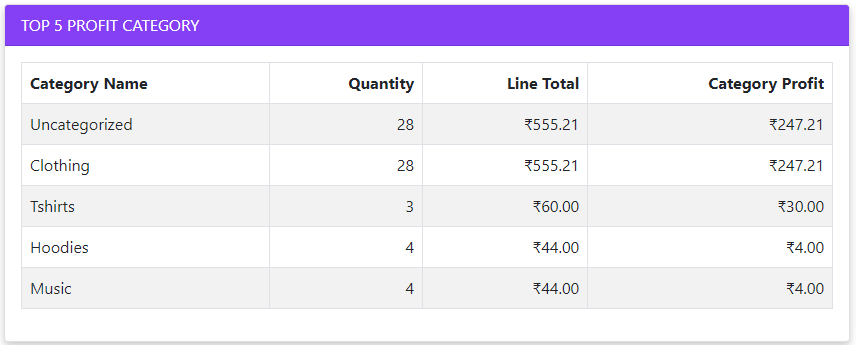 TOP 5 PROFIT CATEGORY
Category Name Quantity Line Total Category Profit
Uncategorized 28 ₹555.21 ₹247.21
Clothing 28 ₹555.21 ₹247.21
Tshirts 3 ₹60.00 ₹30.00
Hoodies 4 ₹44.00 ₹4.00
Music 4 ₹44.00 ₹4.00